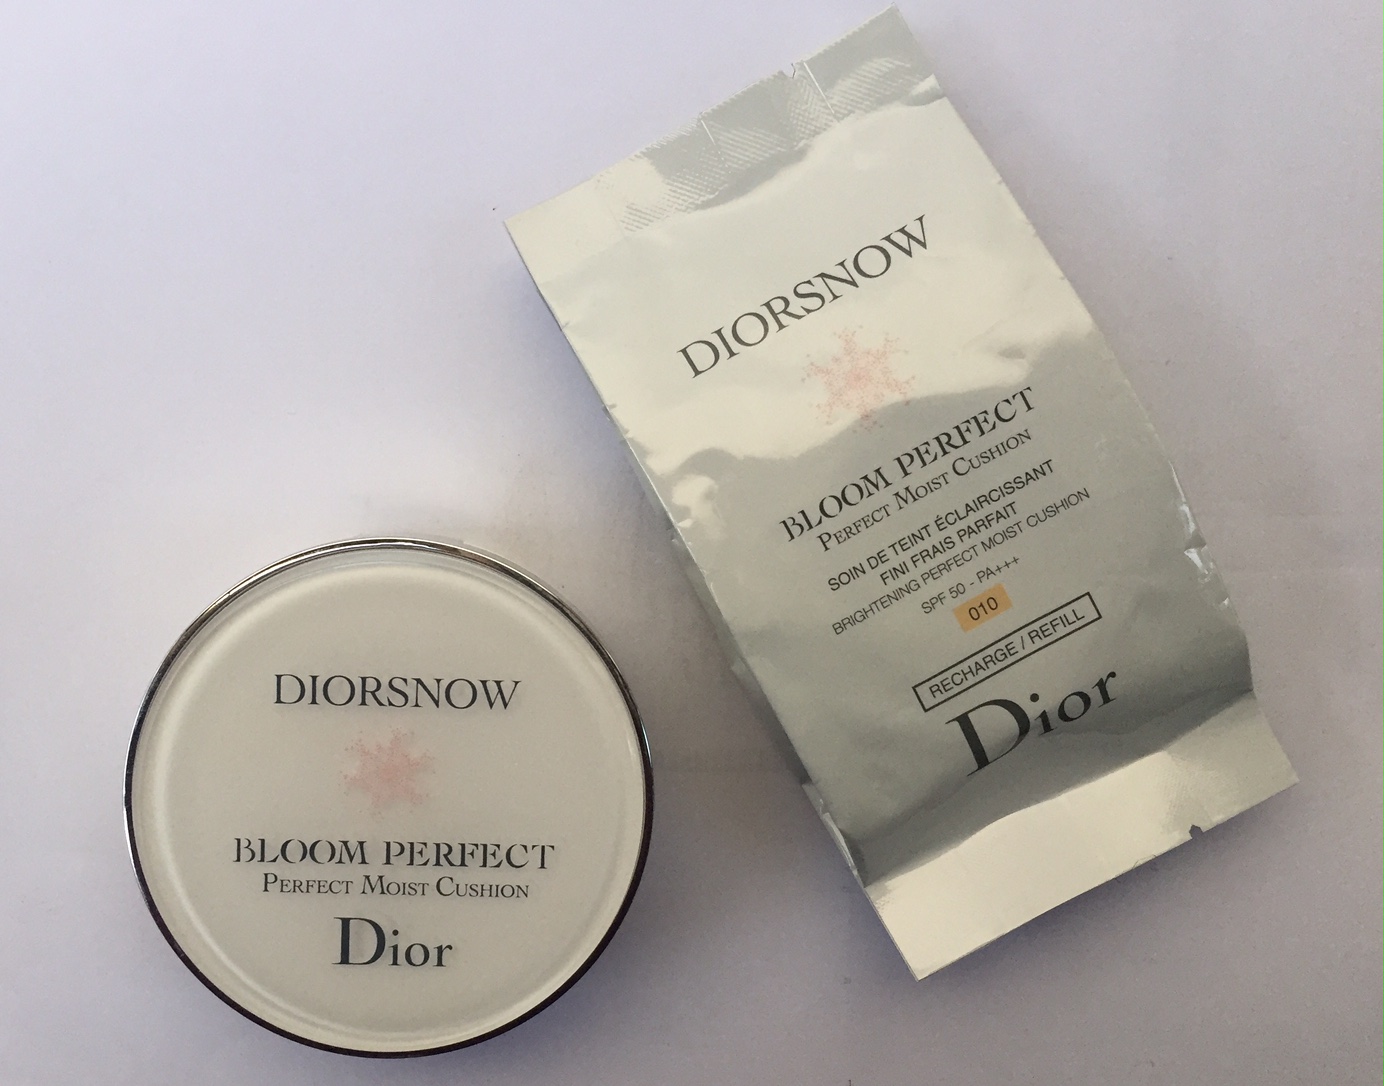 DIORSNOW
BLOOM PERFECT
PERFECT MOIST CUSHION
Dior
DIORSNOW
BLOOM PERFECT
PERFECT MOIST CUSHION
SOIN DE TEINT ÉCLAIRCISSANT
FINI FRAIS PARFAIT
BRIGHTENING PERFECT MOIST CUSHION
SPF 50 - PA+++
010
RECHARGE / REFILL
Dior